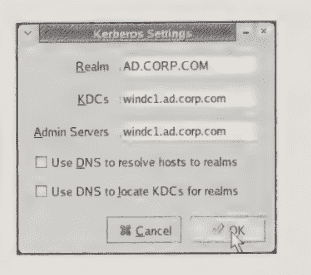 Kerberos Settings
Realm AD.CORP.COM
KDCs windc1.ad.corp.com
Admin Servers windc1.ad.corp.com
Use DNS to resolve hosts to realms
Use DNS to locate KDCs for realms
Cancel OK